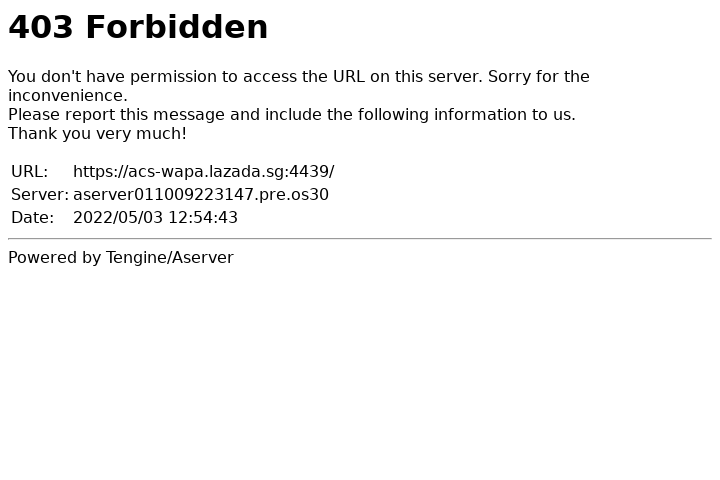 403 Forbidden
You don't have permission to access the URL on this server. Sorry for the
inconvenience.
Please report this message and include the following information to us.
Thank you very much!
URL: https://acs-wapa.lazada.sg:4439/
Server: aserver011009223147.pre.os30
Date: 2022/05/03 12:54:43
Powered by Tengine/Aserver